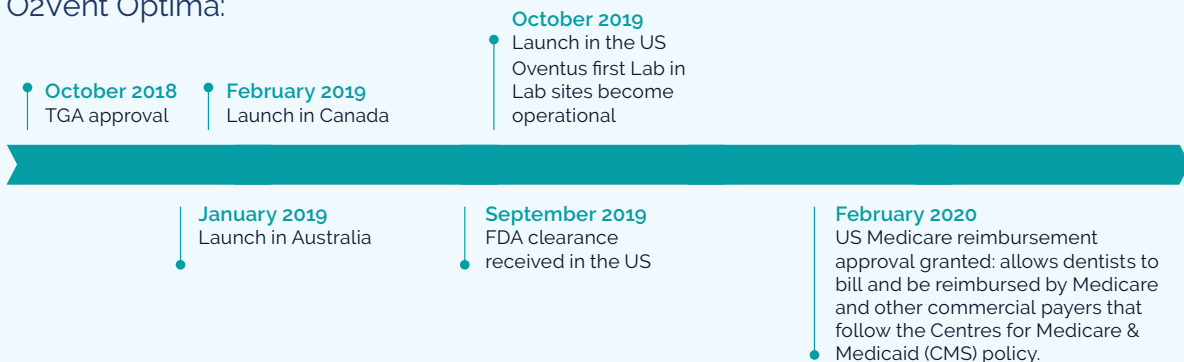 O2Vent Optima:
October 2019
Launch in the US
Oventus first Lab in
Lab sites become
operational
October 2018
TGA approval
February 2019
Launch in Canada
January 2019
Launch in Australia
September 2019
FDA clearance
received in the US
February 2020
US Medicare reimbursement
approval granted: allows dentists to
bill and be reimbursed by Medicare
and other commercial payers that
follow the Centres for Medicare &
Medicaid (CMS) policy.